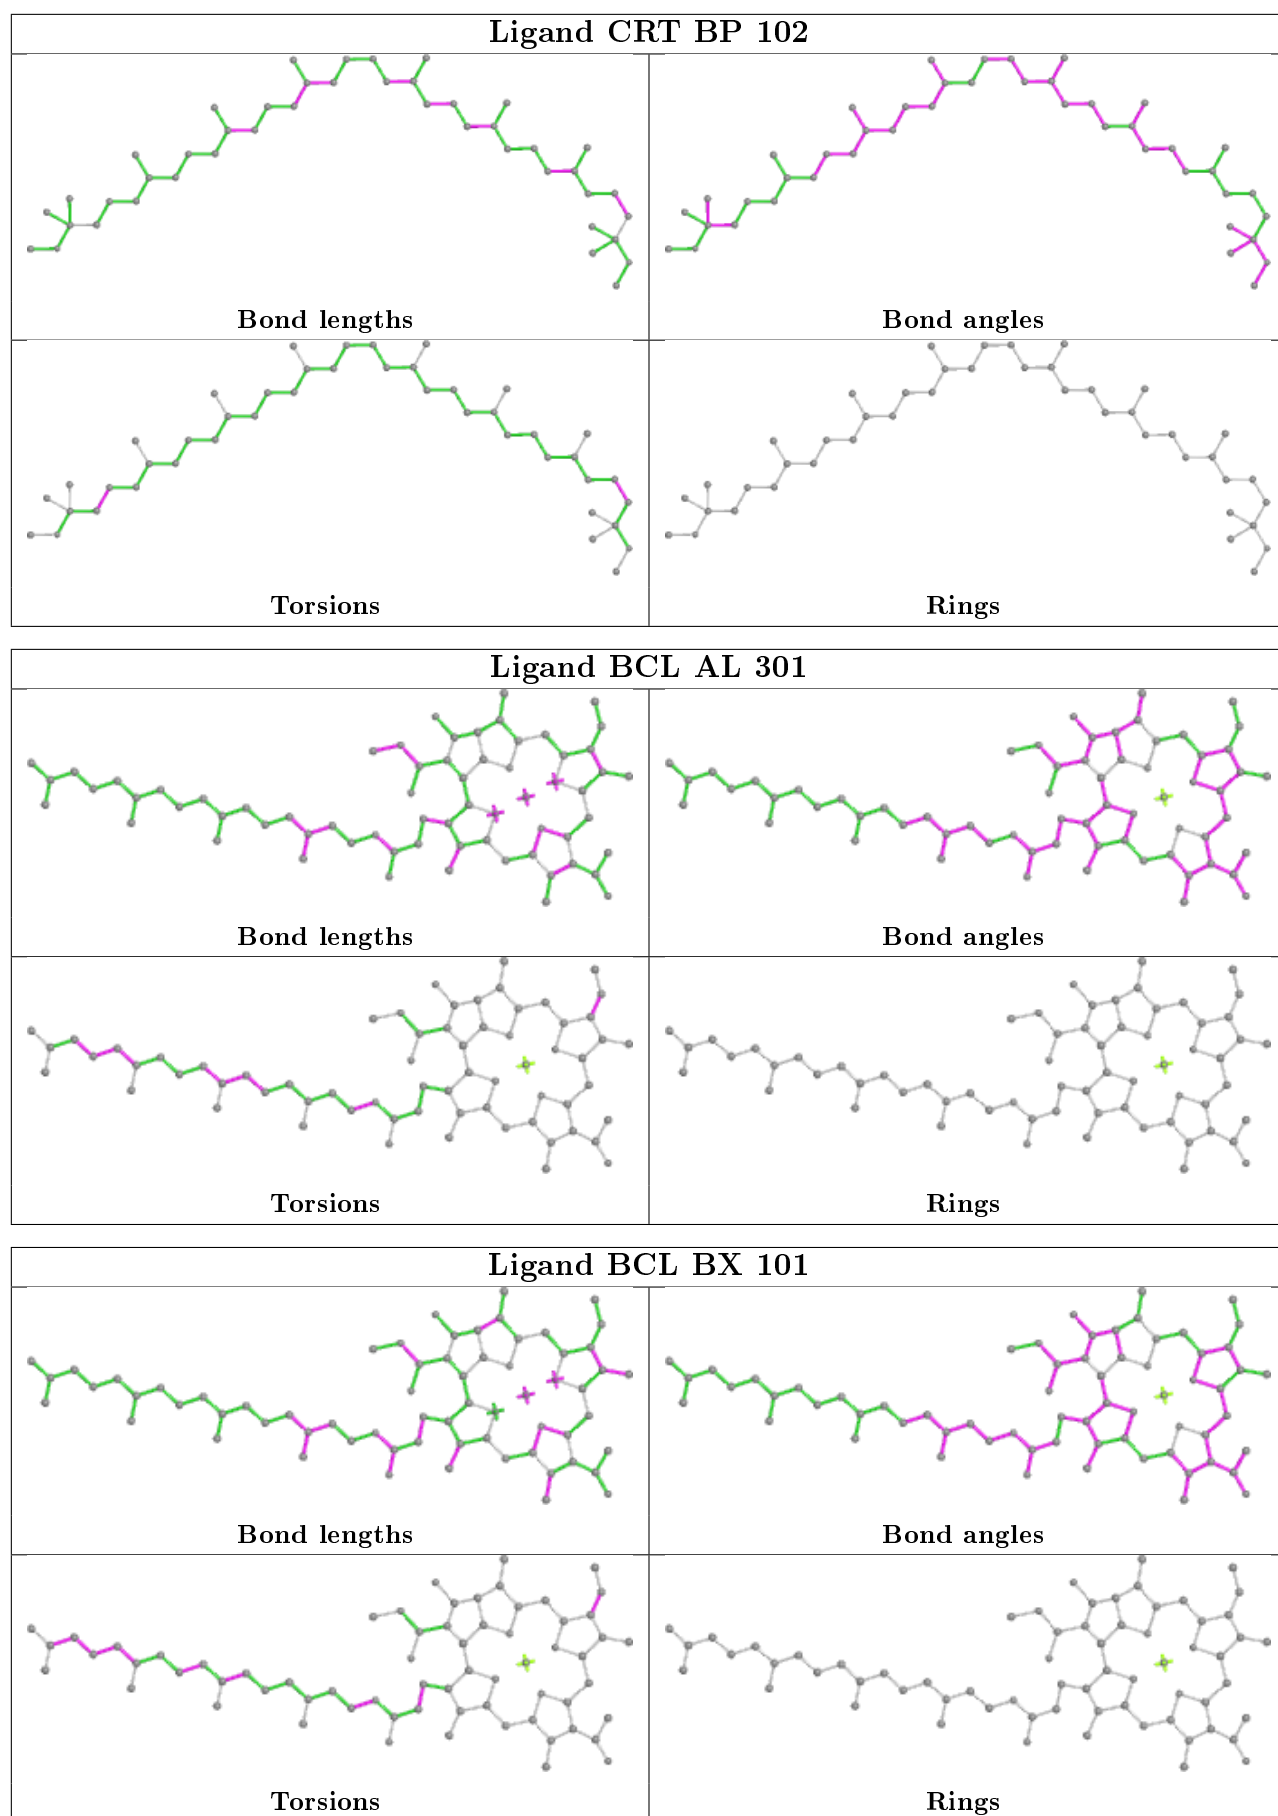 Ligand CRT BP 102
Bond lengths
Bond angles
Torsions
Rings
Ligand BCL AL 301
Bond lengths
Bond angles
Torsions
Rings
Ligand BCL BX 101
Bond lengths
Bond angles
Torsions
Rings